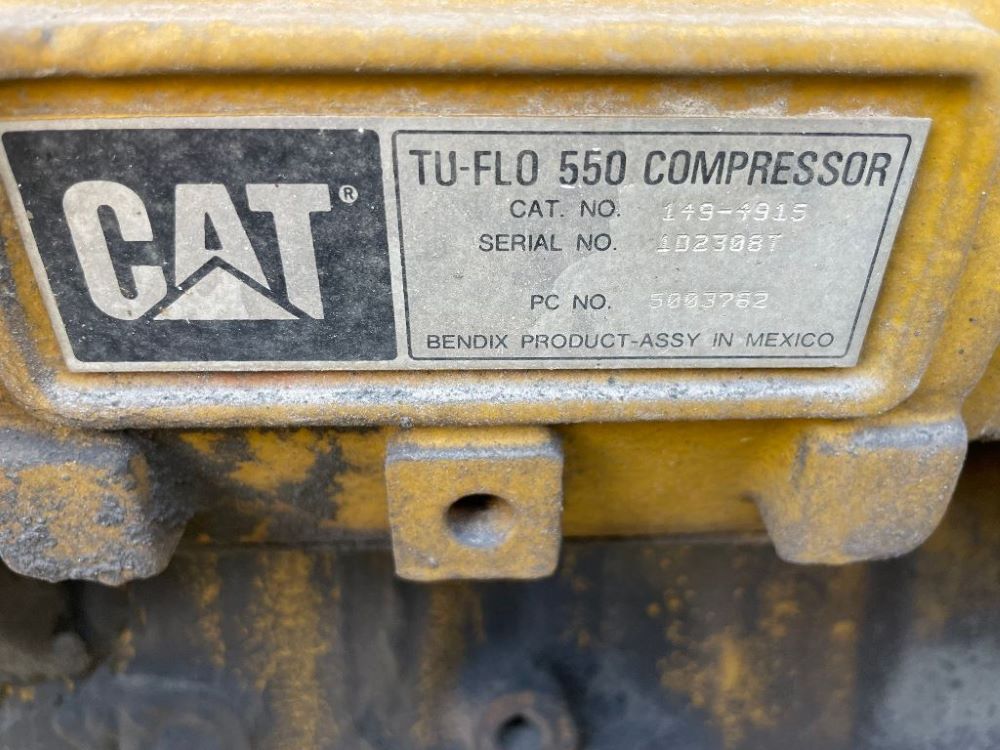 CAT®
TU-FLO 550 COMPRESSOR
CAT. NO. 149-4915
SERIAL NO. 1D2308T
PC NO. 5003762
BENDIX PRODUCT-ASSY IN MEXICO